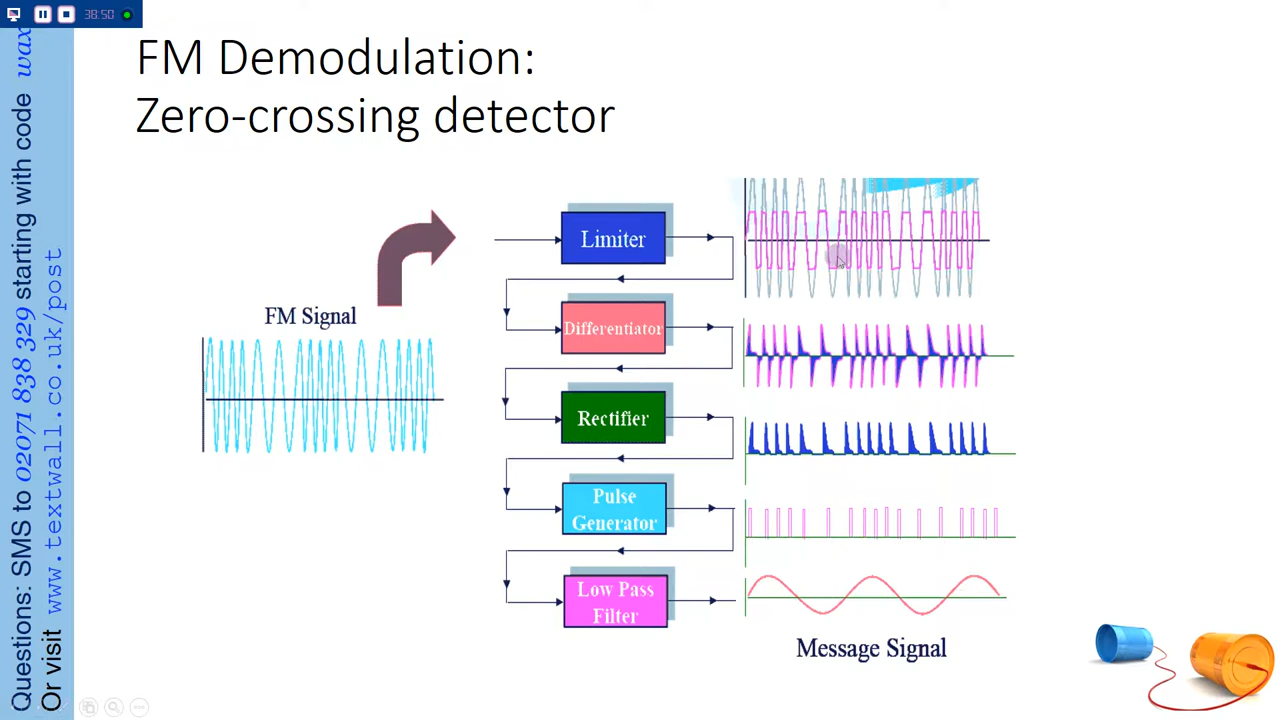 38:50
FM Demodulation:
Zero-crossing detector
Questions: SMS to 02071 838 329 starting with code wax
Or visit www.textwall.co.uk/post
FM Signal
Limiter
Differentiator
Rectifier
Pulse
Generator
Low Pass
Filter
Message Signal